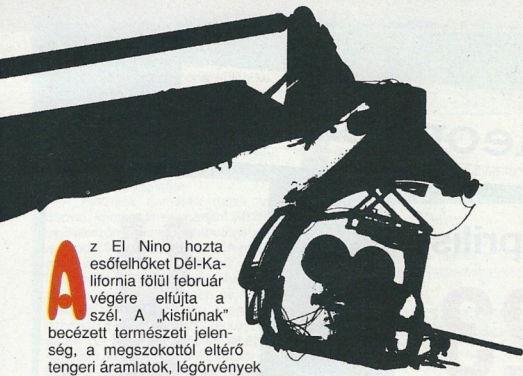 Az El Nino hozta
esőfelhőket Dél-Ka-
lifornia fölül február
végére elfújta a
szél. A „kisfiúnak"
becézett természeti jelen-
ség, a megszokottól eltérő
tengeri áramlatok, légörvények